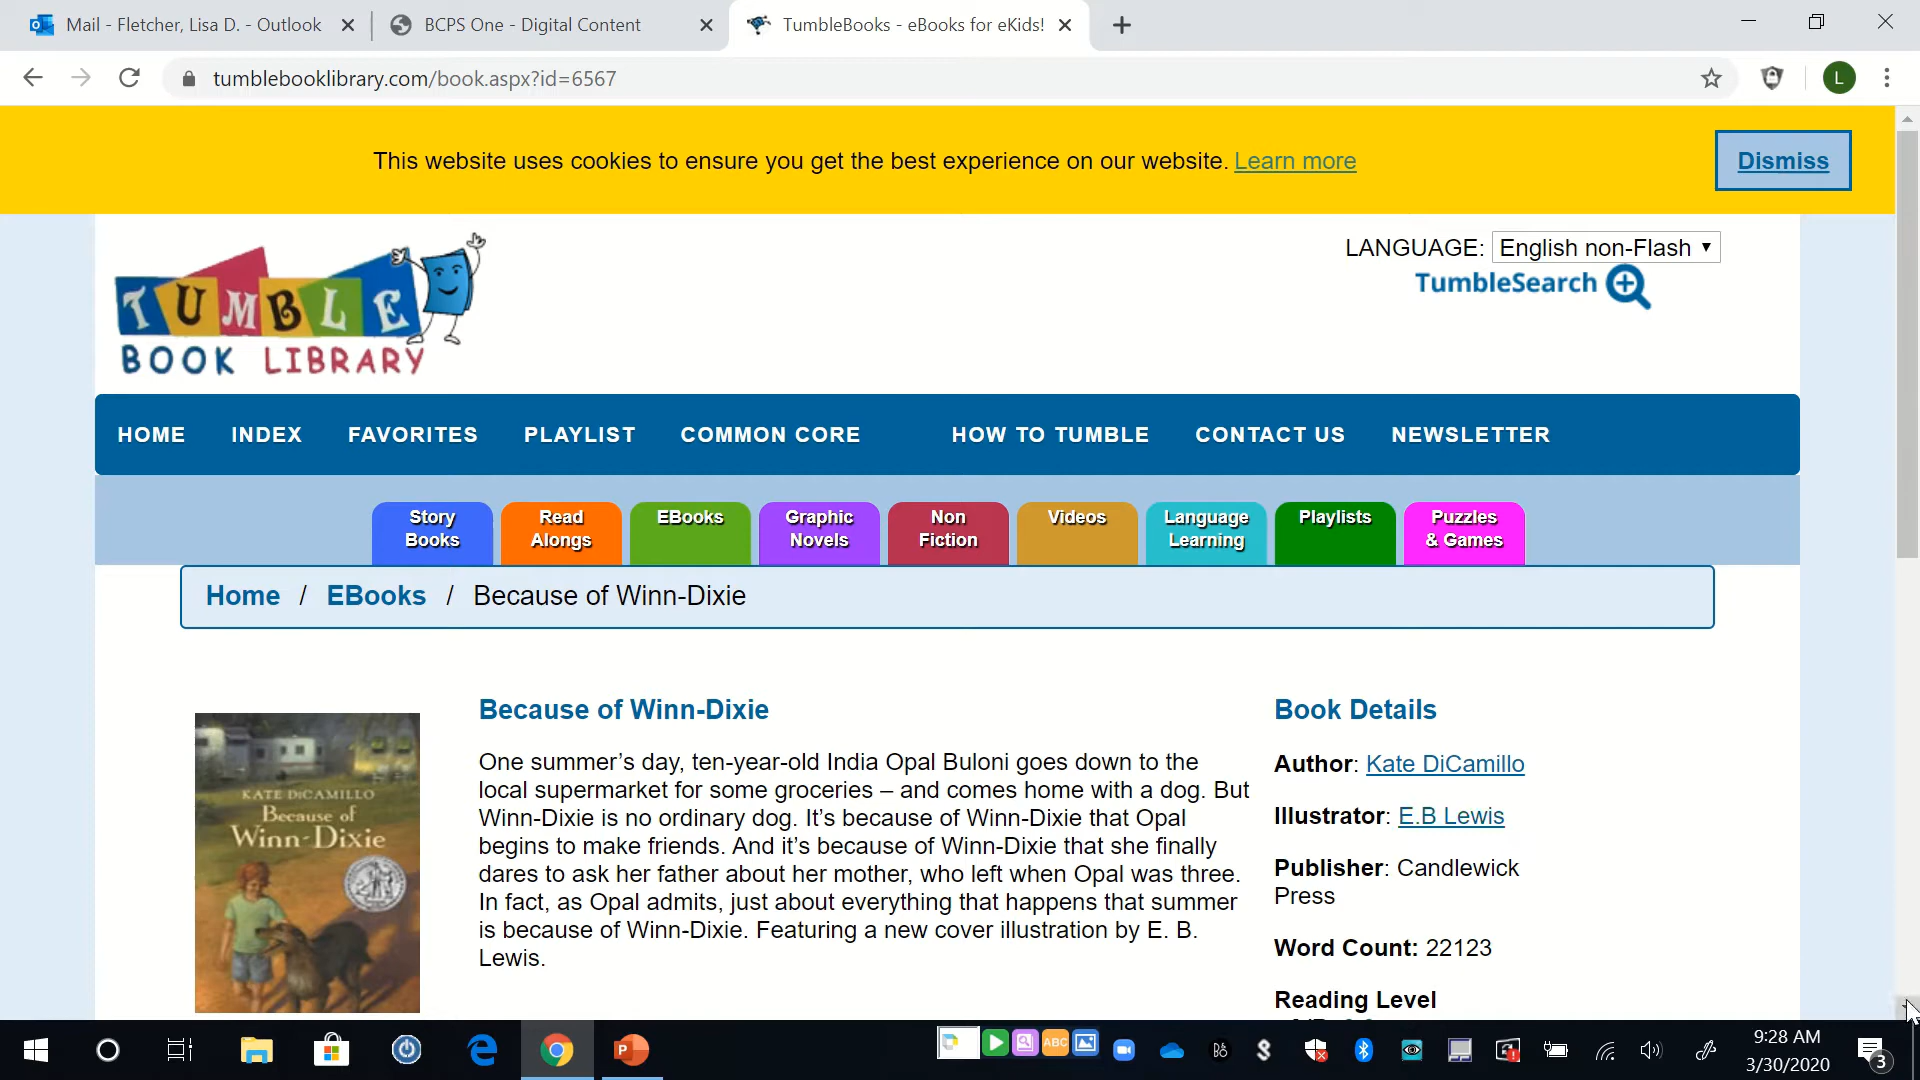 Mail - Fletcher, Lisa D. - Outlook
BCPS One - Digital Content
TumbleBooks - eBooks for eKids!
tumblebooklibrary.com/book.aspx?id=6567
L
This website uses cookies to ensure you get the best experience on our website. Learn more
Dismiss
TUMBLE
BOOK LIBRARY
LANGUAGE: English non-Flash
TumbleSearch
HOME INDEX FAVORITES PLAYLIST COMMON CORE HOW TO TUMBLE CONTACT US NEWSLETTER
Story Books
Read Alongs
EBooks
Graphic Novels
Non Fiction
Videos
Language Learning
Playlists
Puzzles & Games
Home / EBooks / Because of Winn-Dixie
KATE DiCAMILLO
Because of
Winn-Dixie
Because of Winn-Dixie
One summer’s day, ten-year-old India Opal Buloni goes down to the
local supermarket for some groceries – and comes home with a dog. But
Winn-Dixie is no ordinary dog. It’s because of Winn-Dixie that Opal
begins to make friends. And it’s because of Winn-Dixie that she finally
dares to ask her father about her mother, who left when Opal was three.
In fact, as Opal admits, just about everything that happens that summer
is because of Winn-Dixie. Featuring a new cover illustration by E. B.
Lewis.
Book Details
Author: Kate DiCamillo
Illustrator: E.B Lewis
Publisher: Candlewick
Press
Word Count: 22123
Reading Level
ABC
9:28 AM
3/30/2020
3